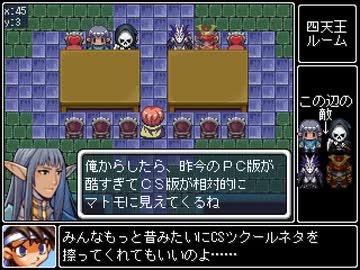 x:45
y:3
四天王
ルーム
この辺の
敵
俺からしたら、昨今のＰＣ版が
酷すぎてＣＳ版が相対的に
マトモに見えてくるね
みんなもっと昔みたいにCSツクールネタを
擦ってくれてもいいのよ……